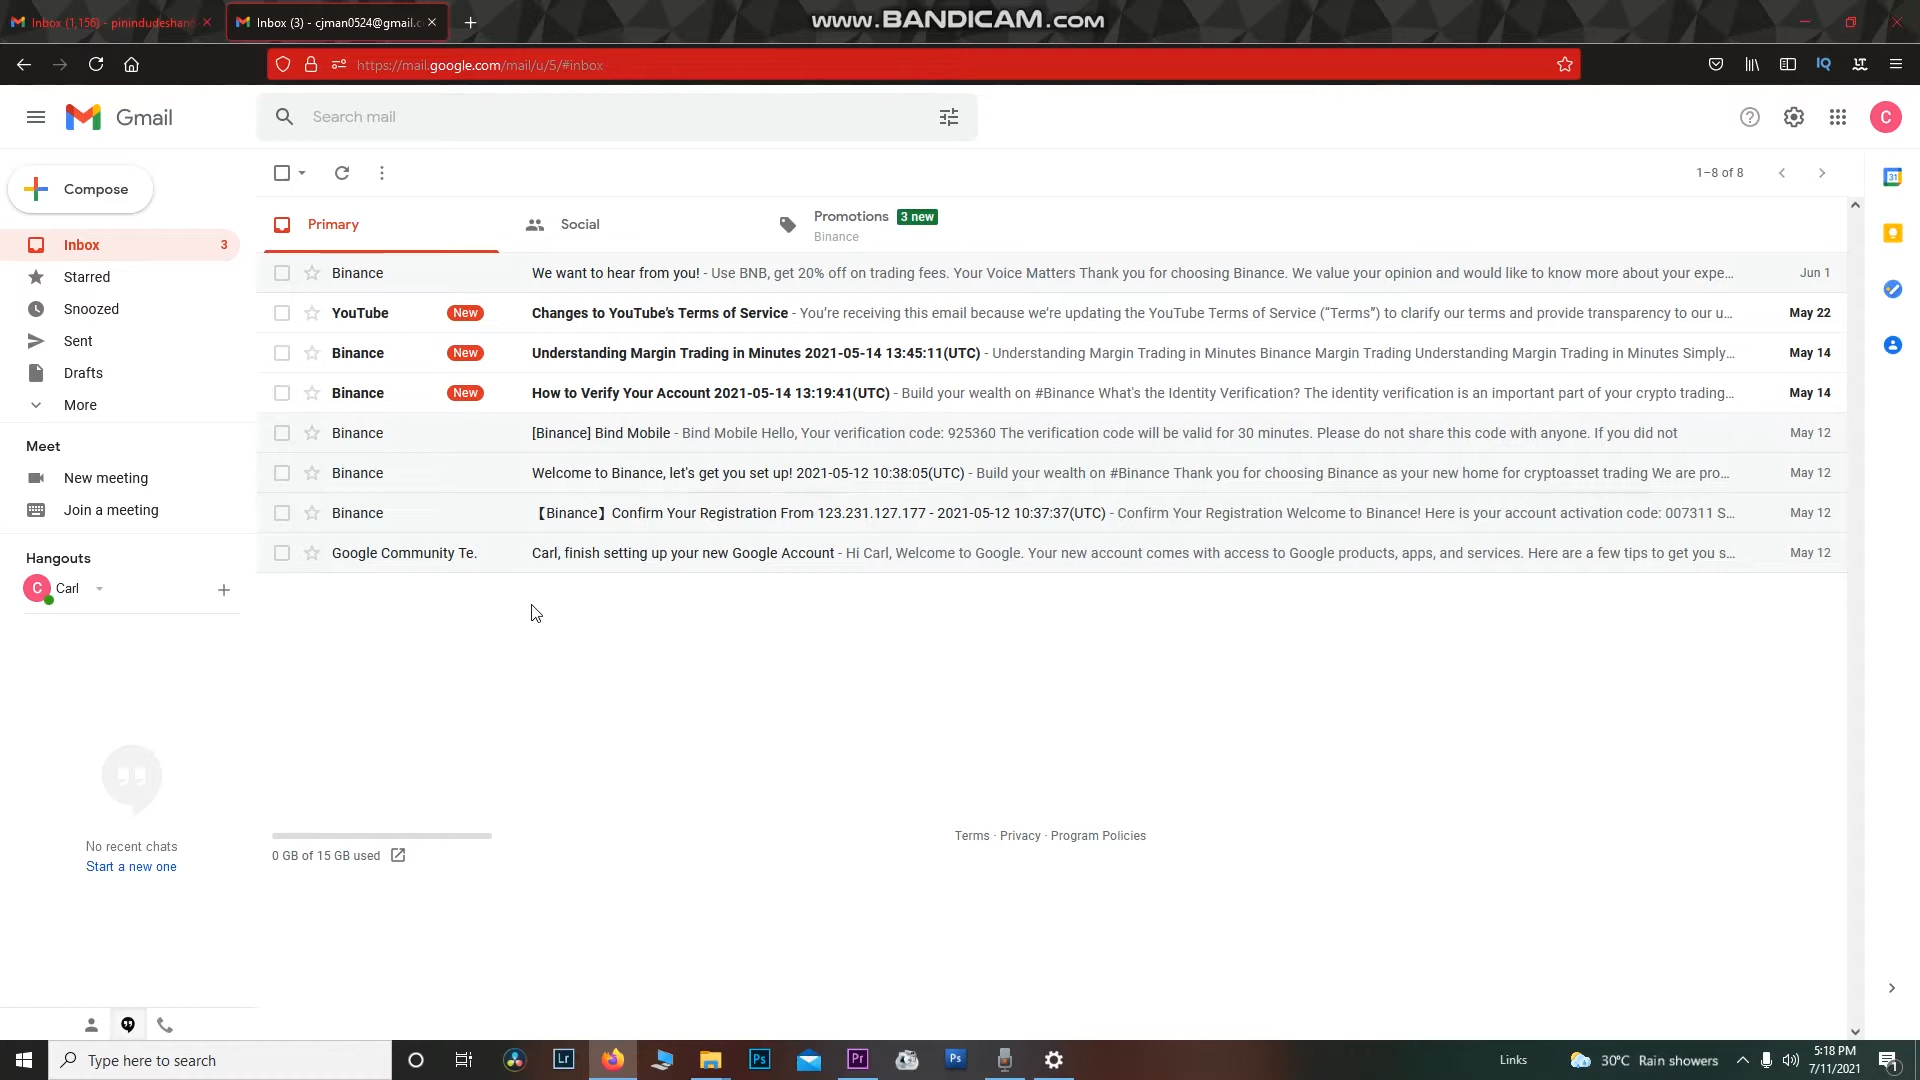 Inbox (1,156) - pinindudeshan
Inbox (3) - cjman0524@gmail.c
www.BANDICAM.com
https://mail.google.com/mail/u/5/#inbox
IQ
Gmail
Search mail
C
Compose
1–8 of 8
31
Primary
Social
Promotions 3 new
Binance
Inbox 3
Starred
Snoozed
Sent
Drafts
More
Binance We want to hear from you! - Use BNB, get 20% off on trading fees. Your Voice Matters Thank you for choosing Binance. We value your opinion and would like to know more about your expe… Jun 1
YouTube New Changes to YouTube’s Terms of Service - You’re receiving this email because we’re updating the YouTube Terms of Service (“Terms”) to clarify our terms and provide transparency to our u… May 22
Binance New Understanding Margin Trading in Minutes 2021-05-14 13:45:11(UTC) - Understanding Margin Trading in Minutes Binance Margin Trading Understanding Margin Trading in Minutes Simply… May 14
Binance New How to Verify Your Account 2021-05-14 13:19:41(UTC) - Build your wealth on #Binance What's the Identity Verification? The identity verification is an important part of your crypto trading… May 14
Binance [Binance] Bind Mobile - Bind Mobile Hello, Your verification code: 925360 The verification code will be valid for 30 minutes. Please do not share this code with anyone. If you did not May 12
Binance Welcome to Binance, let's get you set up! 2021-05-12 10:38:05(UTC) - Build your wealth on #Binance Thank you for choosing Binance as your new home for cryptoasset trading We are pro… May 12
Binance 【Binance】Confirm Your Registration From 123.231.127.177 - 2021-05-12 10:37:37(UTC) - Confirm Your Registration Welcome to Binance! Here is your account activation code: 007311 S… May 12
Google Community Te. Carl, finish setting up your new Google Account - Hi Carl, Welcome to Google. Your new account comes with access to Google products, apps, and services. Here are a few tips to get you s… May 12
Meet
New meeting
Join a meeting
Hangouts
C Carl
No recent chats
Start a new one
0 GB of 15 GB used
Terms · Privacy · Program Policies
Type here to search
Lr
Ps
Pr
Ps
Links
30°C Rain showers
5:18 PM
7/11/2021
1